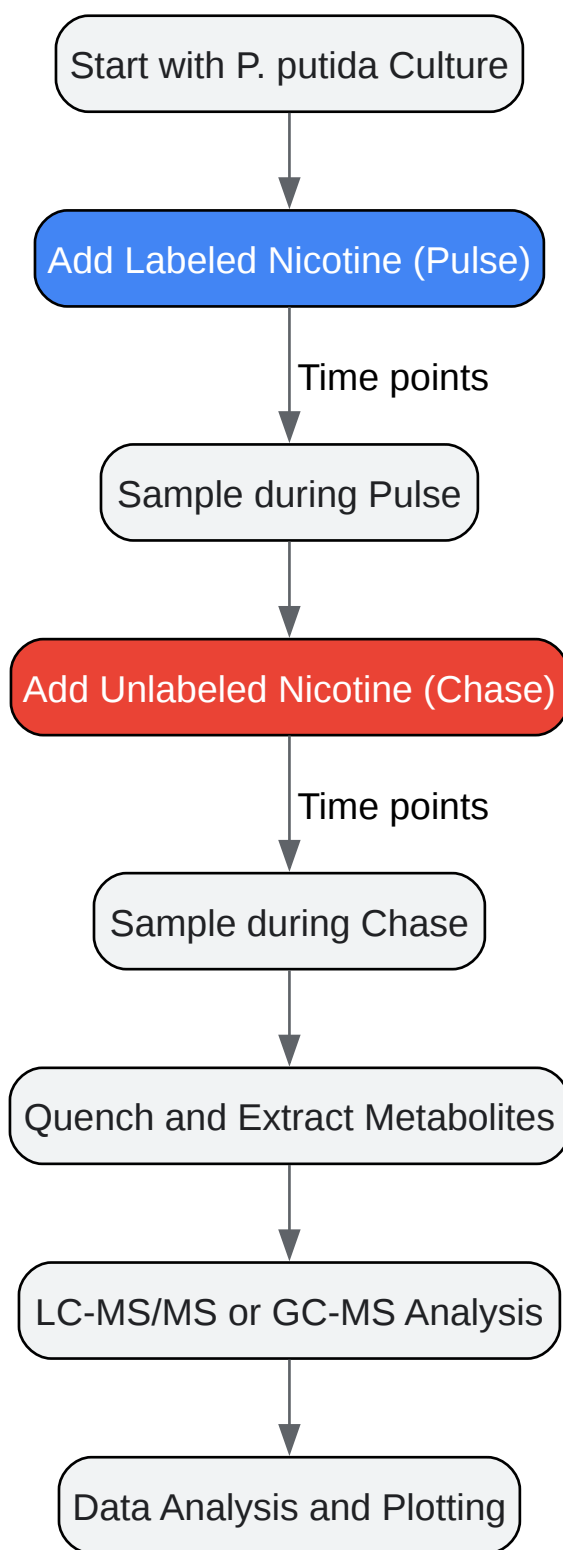 Start with P. putida Culture
Add Labeled Nicotine (Pulse)
Time points
Sample during Pulse
Add Unlabeled Nicotine (Chase)
Time points
Sample during Chase
Quench and Extract Metabolites
LC-MS/MS or GC-MS Analysis
Data Analysis and Plotting